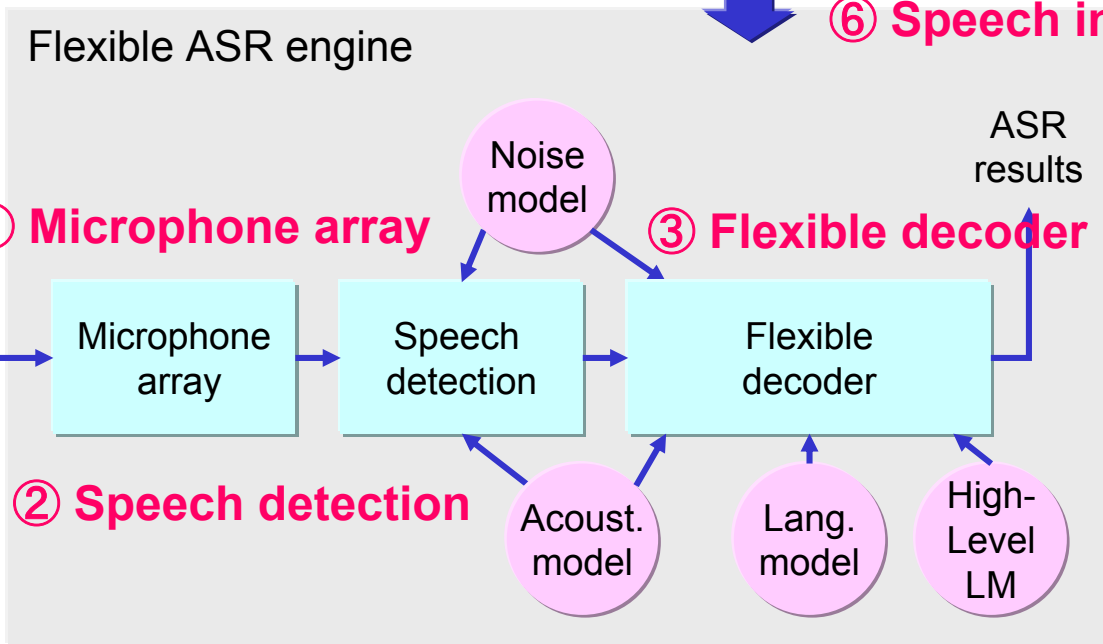 ⑥ Speech in
Flexible ASR engine
ASR
results
Noise
model
Microphone array
③ Flexible decoder
Microphone
array
Speech
detection
Flexible
decoder
② Speech detection
Acoust.
model
Lang.
model
High-
Level
LM